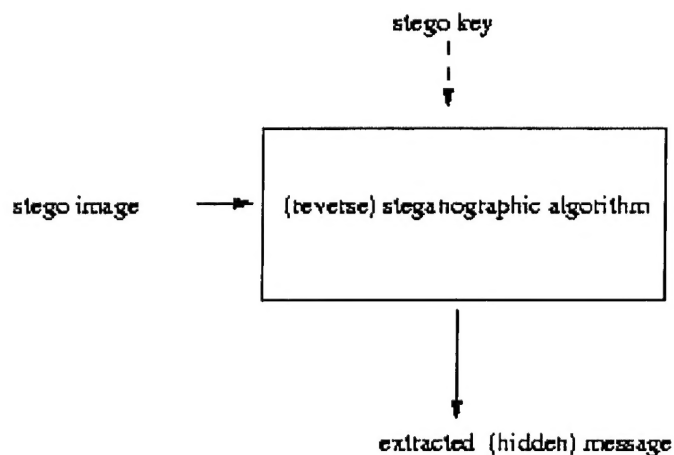 stego key
stego image
(reverse) steganographic algorithm
extracted (hidden) message